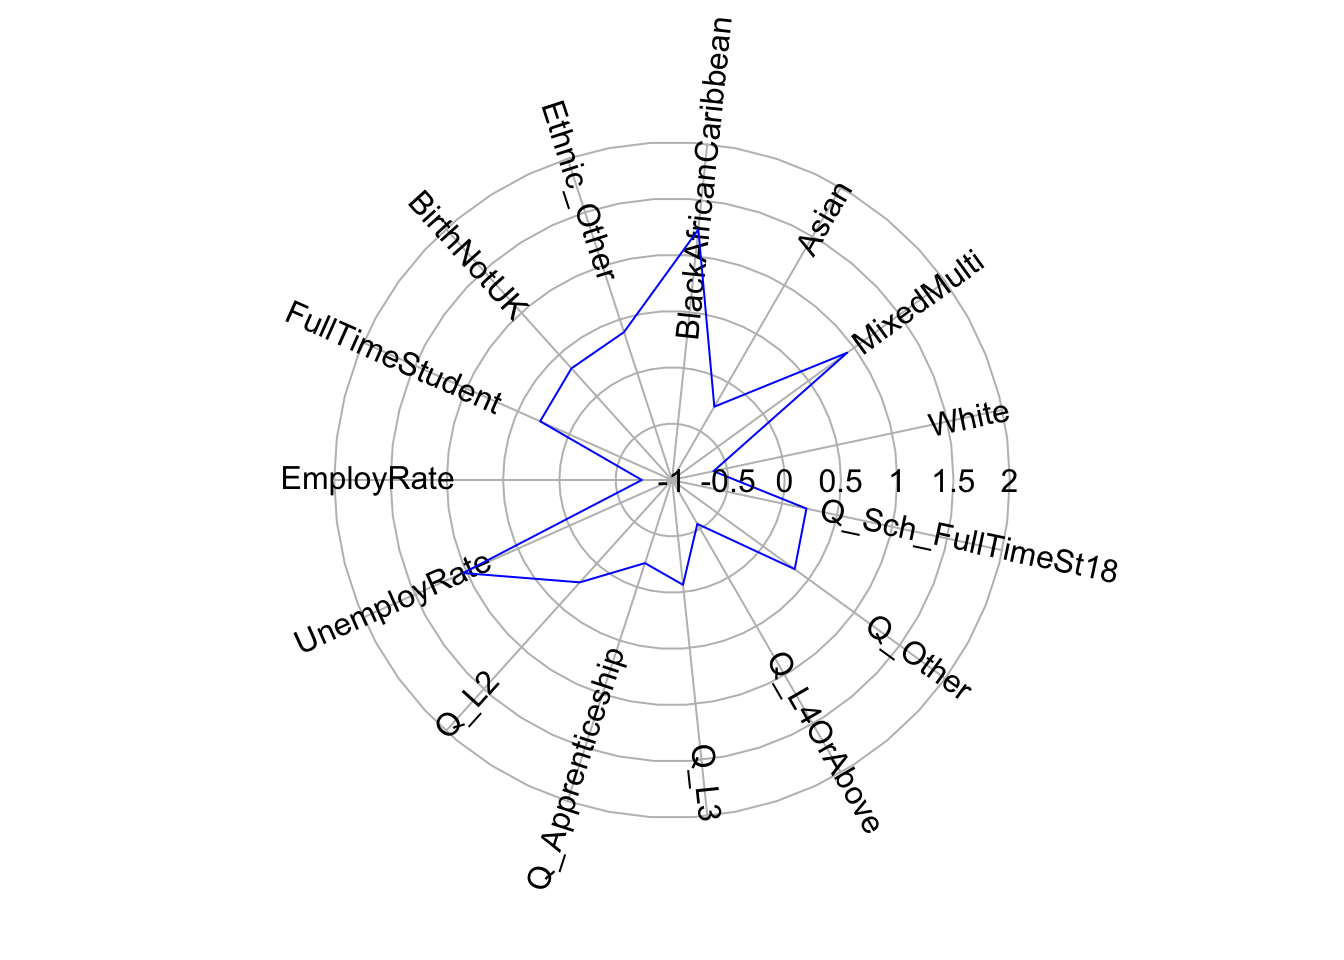 BlackAfricanCaribbean
Ethnic_Other
Asian
BirthNotUK
MixedMulti
FullTimeStudent
White
EmployRate
-1 -0.5 0 0.5 1 1.5 2
Q_Sch_FullTimeSt18
UnemployRate
Q_Other
Q_L2
Q_Apprenticeship
Q_L4OrAbove
Q_L3